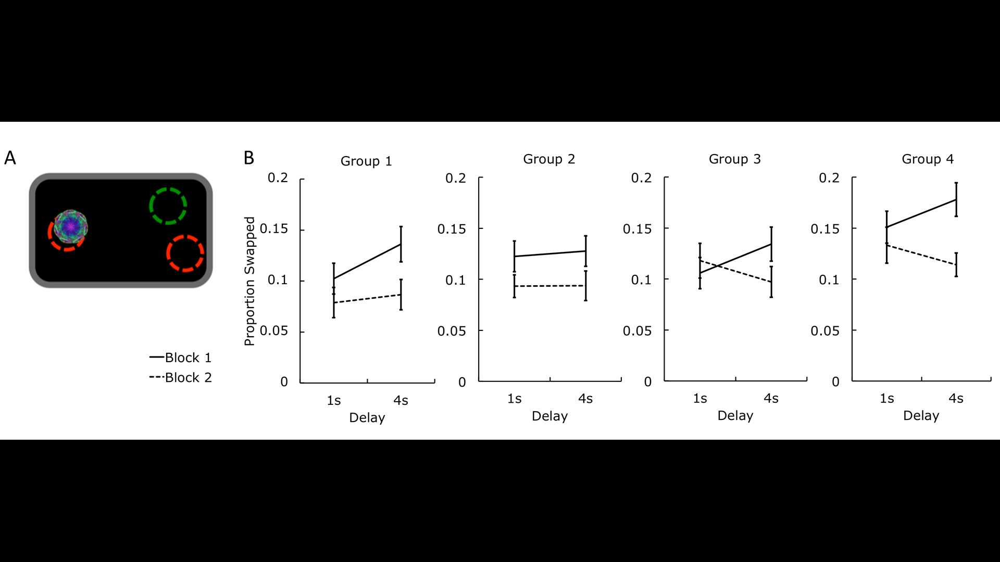 A
Block 1
Block 2
B
Proportion Swapped
Group 1
0.2
0.15
0.1
0.05
0
1s 4s
Delay
Group 2
0.2
0.15
0.1
0.05
0
1s 4s
Delay
Group 3
0.2
0.15
0.1
0.05
0
1s 4s
Delay
Group 4
0.2
0.15
0.1
0.05
0
1s 4s
Delay